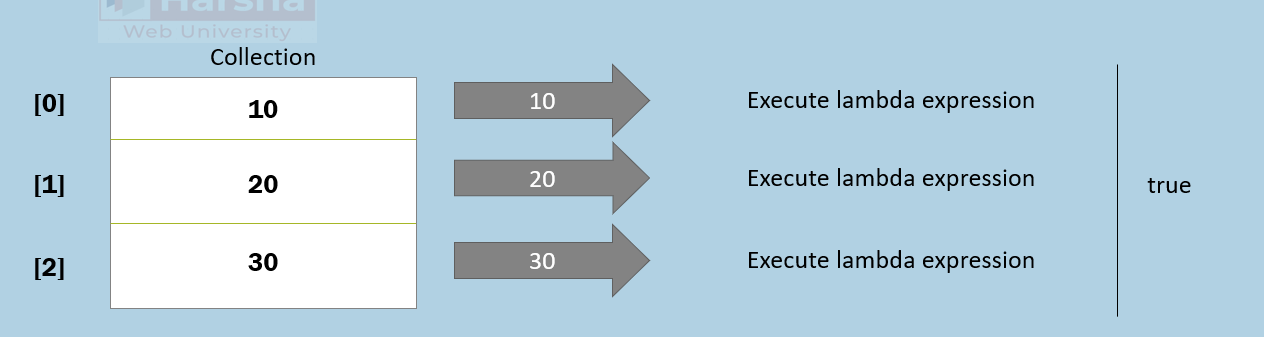 Harsha
Web University
Collection
[0] 10 10 Execute lambda expression
[1] 20 20 Execute lambda expression true
[2] 30 30 Execute lambda expression